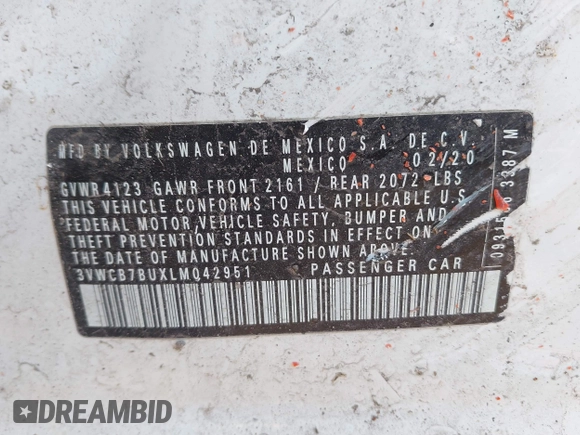 MFD BY VOLKSWAGEN DE MEXICO S.A. DE C.V.
MEXICO 02/20
GVWR4123 GAWR FRONT 2161 / REAR 2072 LBS
THIS VEHICLE CONFORMS TO ALL APPLICABLE U.S.
FEDERAL MOTOR VEHICLE SAFETY, BUMPER AND
THEFT PREVENTION STANDARDS IN EFFECT ON
THE DATE OF MANUFACTURE SHOWN ABOVE.
3VWCB7BUXLM042951 PASSENGER CAR
3387 M
DREAMBID